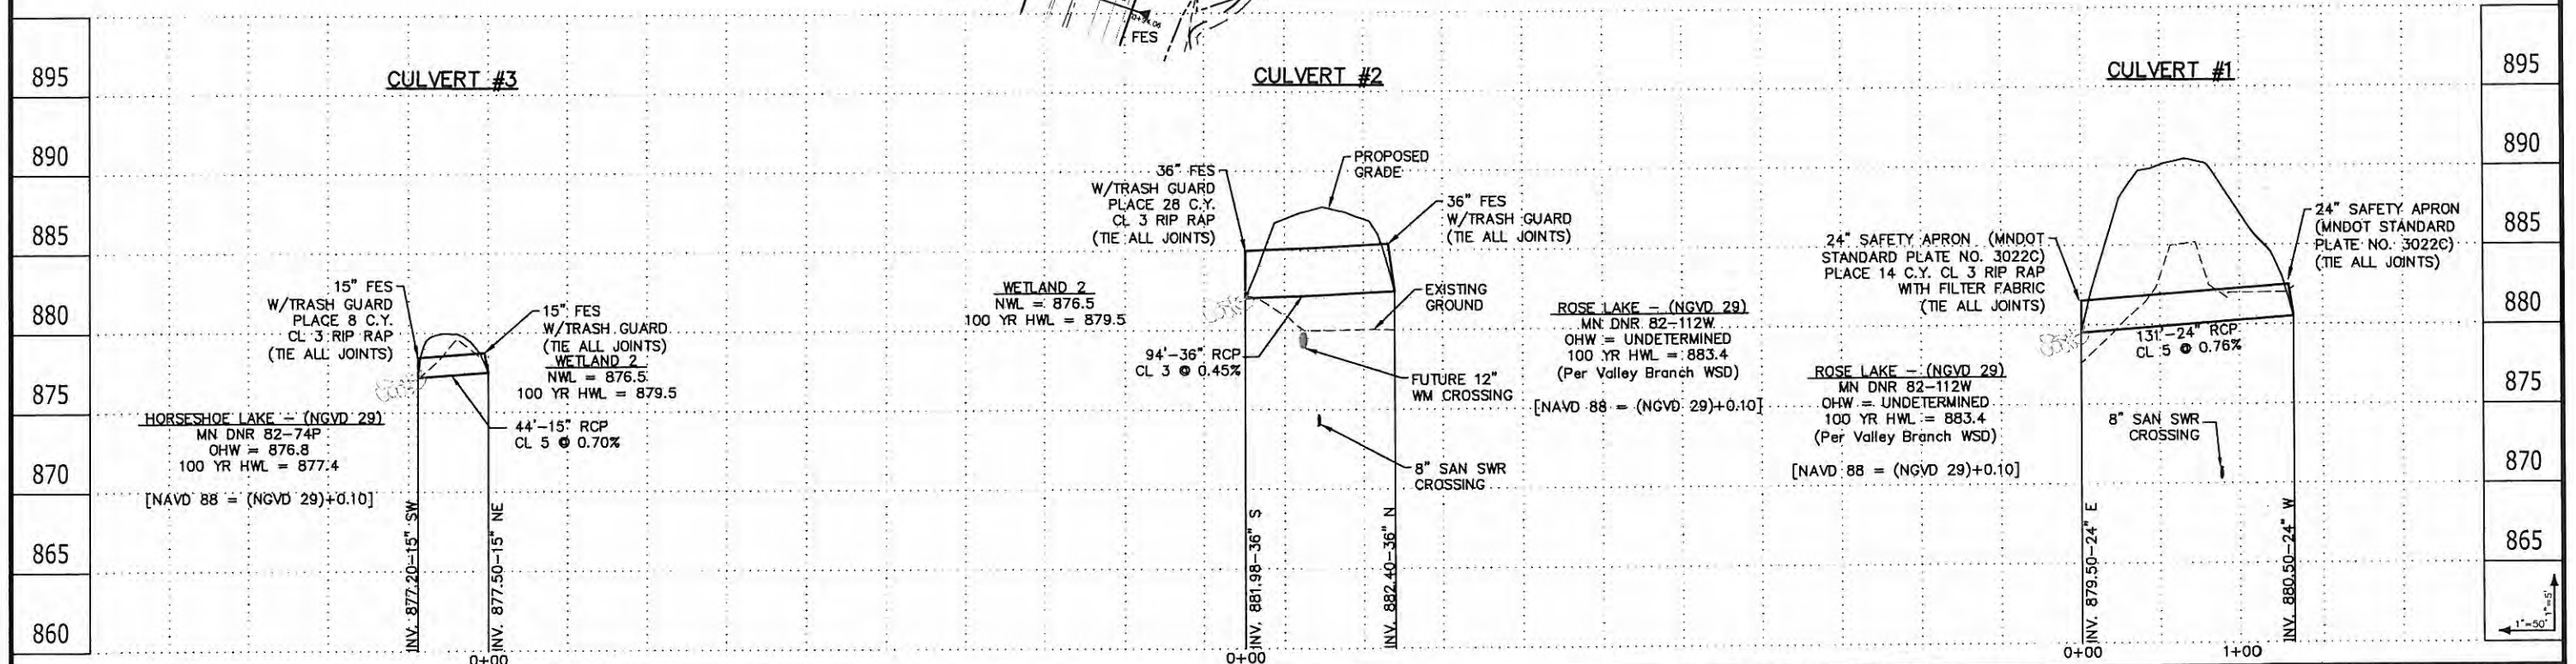 0+94.06
FES
895
890
885
880
875
870
865
860
CULVERT #3
15" FES
W/TRASH GUARD
PLACE 8 C.Y.
CL 3 RIP RAP
(TIE ALL JOINTS)
15" FES
W/TRASH GUARD
(TIE ALL JOINTS)
WETLAND 2
NWL = 876.5
100 YR HWL = 879.5
HORSESHOE LAKE - (NGVD 29)
MN DNR 82-74P
OHW = 876.8
100 YR HWL = 877.4
[NAVD 88 = (NGVD 29)+0.10]
44'-15" RCP
CL 5 @ 0.70%
INV. 877.20-15" SW
INV. 877.50-15" NE
0+00
CULVERT #2
36" FES
W/TRASH GUARD
PLACE 28 C.Y.
CL 3 RIP RAP
(TIE ALL JOINTS)
PROPOSED
GRADE
36" FES
W/TRASH GUARD
(TIE ALL JOINTS)
WETLAND 2
NWL = 876.5
100 YR HWL = 879.5
EXISTING
GROUND
94'-36" RCP
CL 3 @ 0.45%
FUTURE 12"
WM CROSSING
8" SAN SWR
CROSSING
ROSE LAKE - (NGVD 29)
MN DNR 82-112W
OHW = UNDETERMINED
100 YR HWL = 883.4
(Per Valley Branch WSD)
[NAVD 88 = (NGVD 29)+0.10]
INV. 881.98-36" S
INV. 882.40-36" N
0+00
CULVERT #1
24" SAFETY APRON (MNDOT
STANDARD PLATE NO. 3022C)
PLACE 14 C.Y. CL 3 RIP RAP
WITH FILTER FABRIC
(TIE ALL JOINTS)
24" SAFETY APRON
(MNDOT STANDARD
PLATE NO. 3022C)
(TIE ALL JOINTS)
131'-24" RCP
CL 5 @ 0.76%
ROSE LAKE - (NGVD 29)
MN DNR 82-112W
OHW = UNDETERMINED
100 YR HWL = 883.4
(Per Valley Branch WSD)
[NAVD 88 = (NGVD 29)+0.10]
8" SAN SWR
CROSSING
INV. 879.50-24" E
INV. 880.50-24" W
0+00
1+00
895
890
885
880
875
870
865
1"=5'
1"=50'